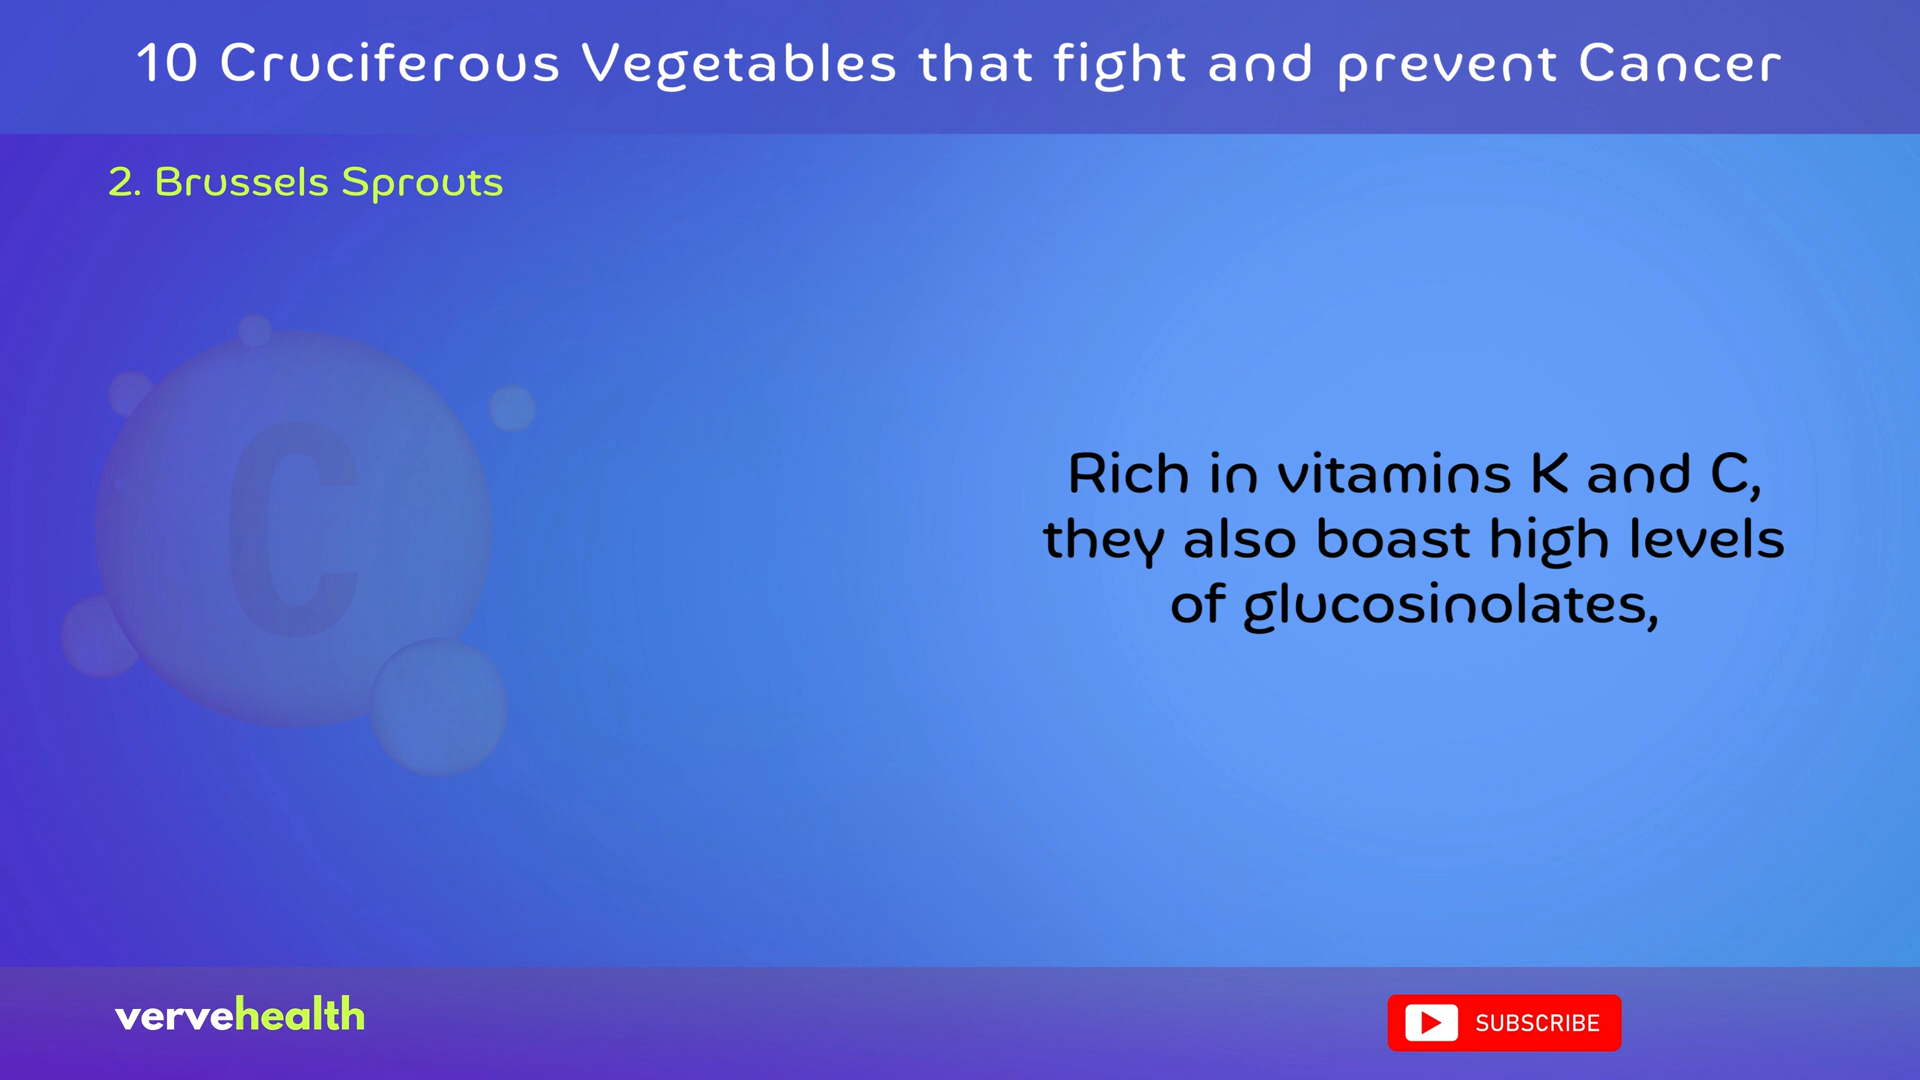 10 Cruciferous Vegetables that fight and prevent Cancer
2. Brussels Sprouts
C
Rich in vitamins K and C,
they also boast high levels
of glucosinolates,
vervehealth
SUBSCRIBE